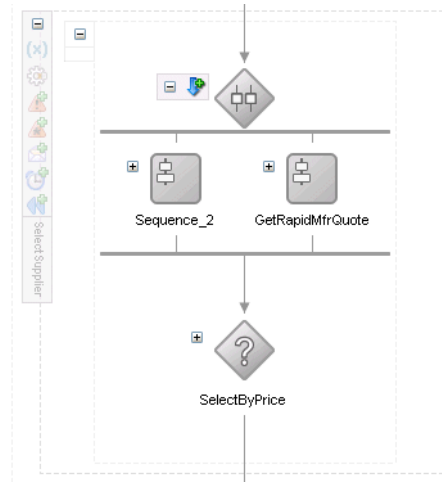 (x)
Sequence_2
GetRapidMfrQuote
SelectSupplier
?
SelectByPrice